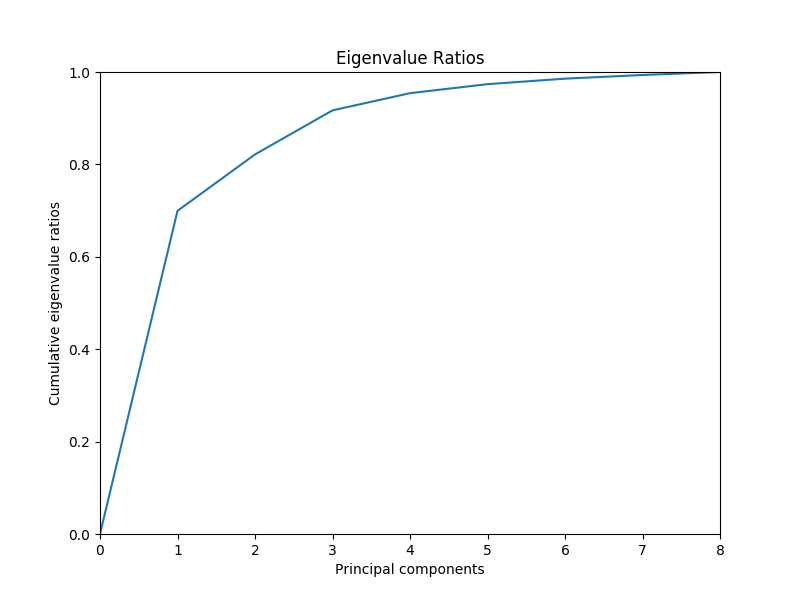 Eigenvalue Ratios
1.0
0.8
0.6
0.4
0.2
0.0
Cumulative eigenvalue ratios
0 1 2 3 4 5 6 7 8
Principal components